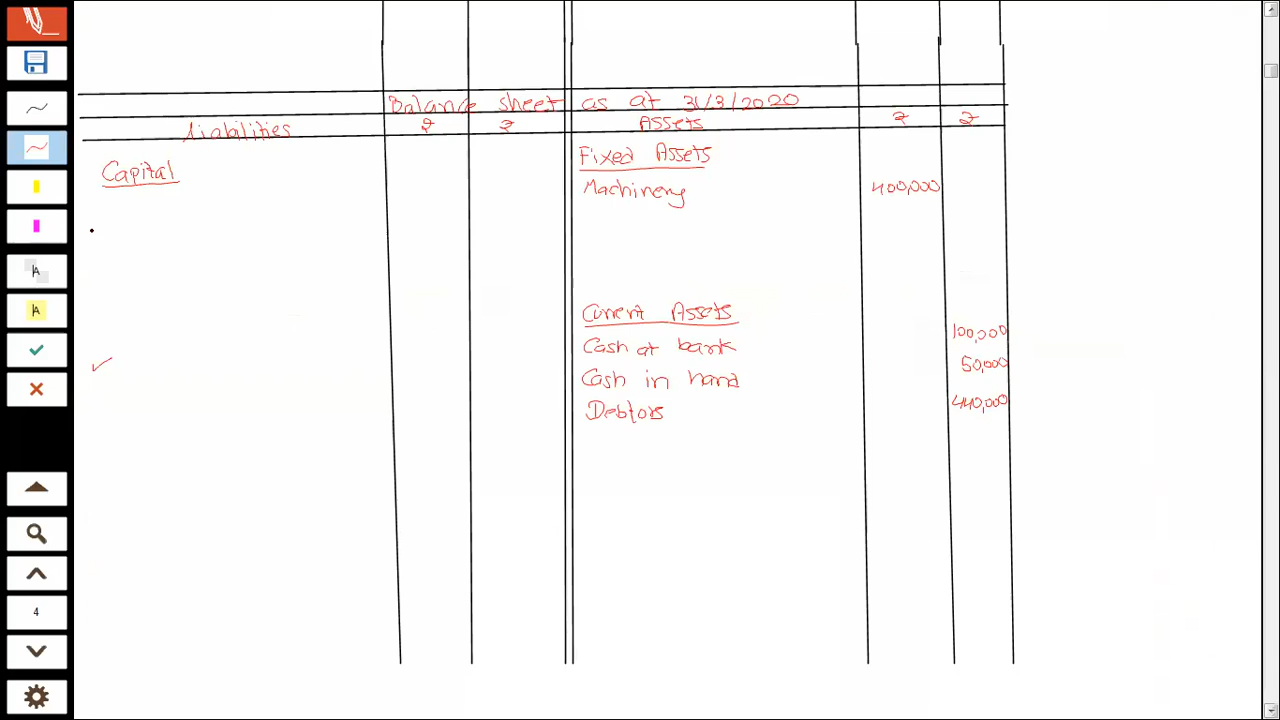 Balance sheet as at 31/3/2020
Liabilities ₹ ₹ Assets ₹ ₹
Capital
Fixed Assets
Machinery 400,000
Current Assets
Cash at bank 100,000
Cash in hand 50,000
Debtors 440,000
A
A
4